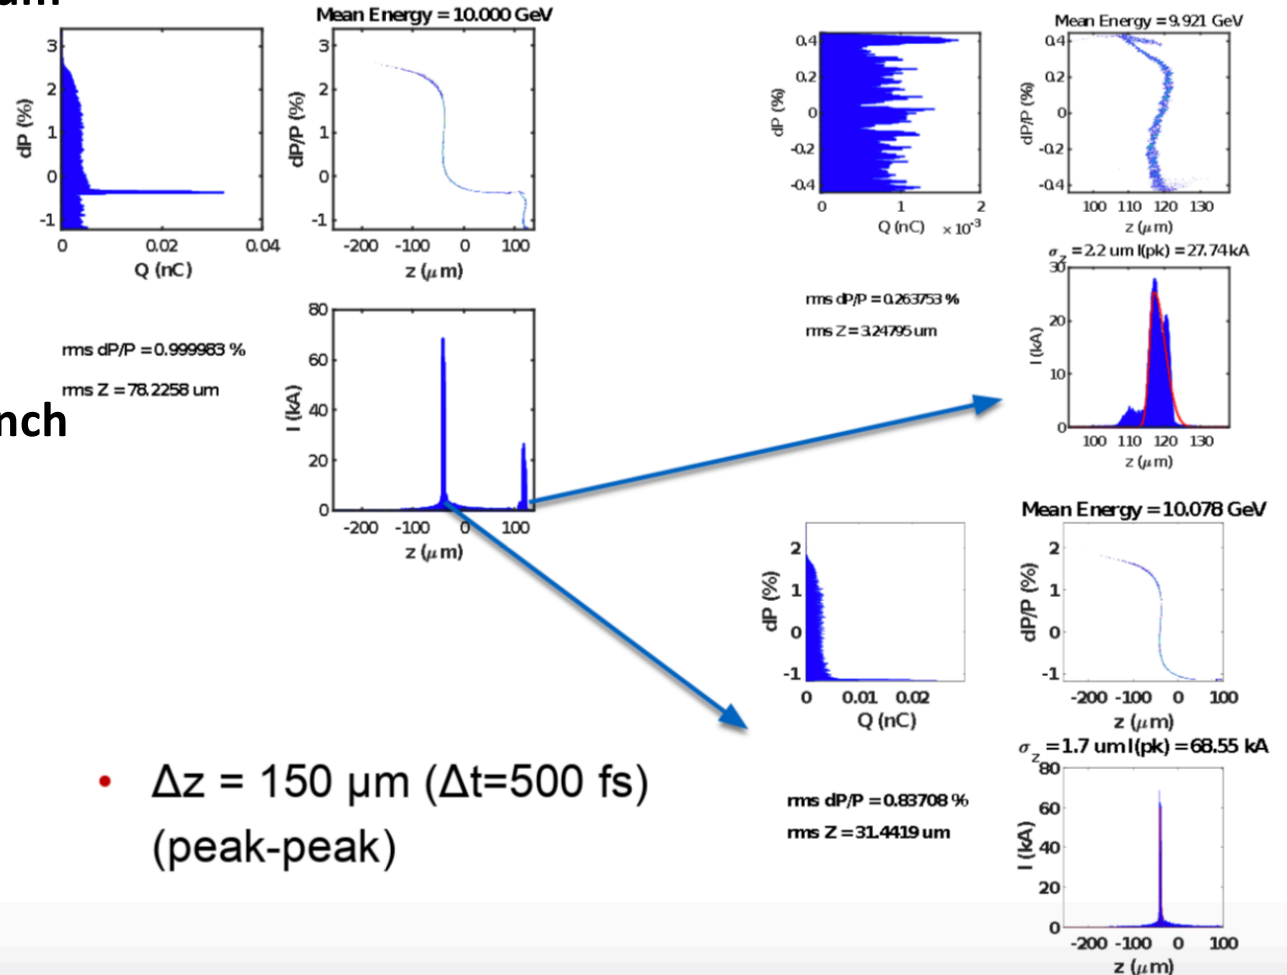 Mean Energy = 10.000 GeV
3
2
1
0
-1
dP (%)
0
0.02
0.04
Q (nC)
3
2
1
0
-1
dP/P (%)
-200
-100
0
100
z (μm)
rms dP/P = 0.999983 %
rms Z = 78.2258 um
nch
80
60
40
20
0
I (kA)
-200
-100
0
100
z (μm)
0.4
0.2
0
-0.2
-0.4
dP (%)
0
1
2
Q (nC)
×10⁻³
Mean Energy = 9.921 GeV
0.4
0.2
0
-0.2
-0.4
dP/P (%)
100
110
120
130
z (μm)
rms dP/P = 0.263753 %
rms Z = 3.24795 um
σz = 2.2 um I(pk) = 27.74 kA
30
20
10
0
I (kA)
100
110
120
130
z (μm)
2
1
0
-1
dP (%)
0
0.01
0.02
Q (nC)
Mean Energy = 10.078 GeV
2
1
0
-1
dP/P (%)
-200
-100
0
100
z (μm)
rms dP/P = 0.83708 %
rms Z = 31.4419 um
σz = 1.7 um I(pk) = 68.55 kA
80
60
40
20
0
I (kA)
-200
-100
0
100
z (μm)
• Δz = 150 μm (Δt=500 fs)
(peak-peak)